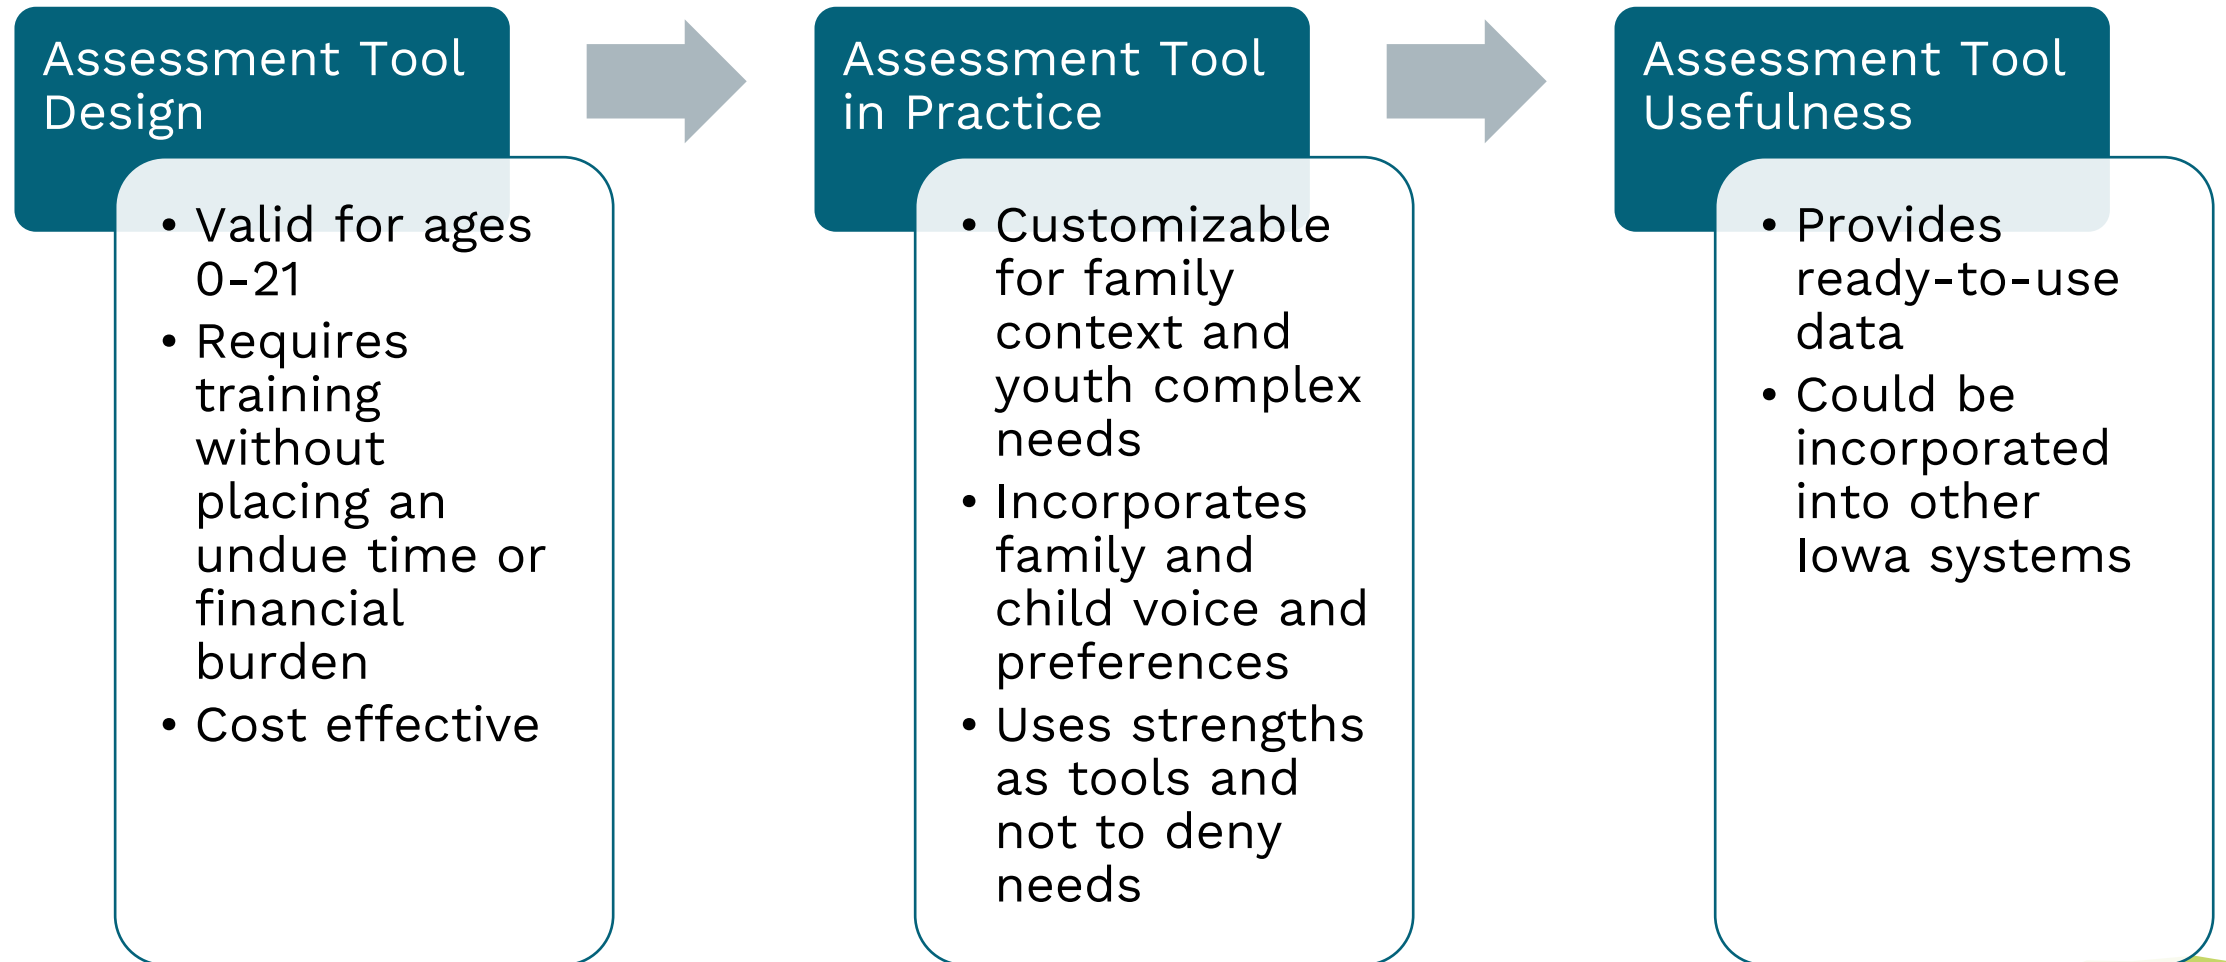 Assessment Tool
Design
• Valid for ages
0-21
• Requires
training
without
placing an
undue time or
financial
burden
• Cost effective
Assessment Tool
in Practice
• Customizable
for family
context and
youth complex
needs
• Incorporates
family and
child voice and
preferences
• Uses strengths
as tools and
not to deny
needs
Assessment Tool
Usefulness
• Provides
ready-to-use
data
• Could be
incorporated
into other
Iowa systems